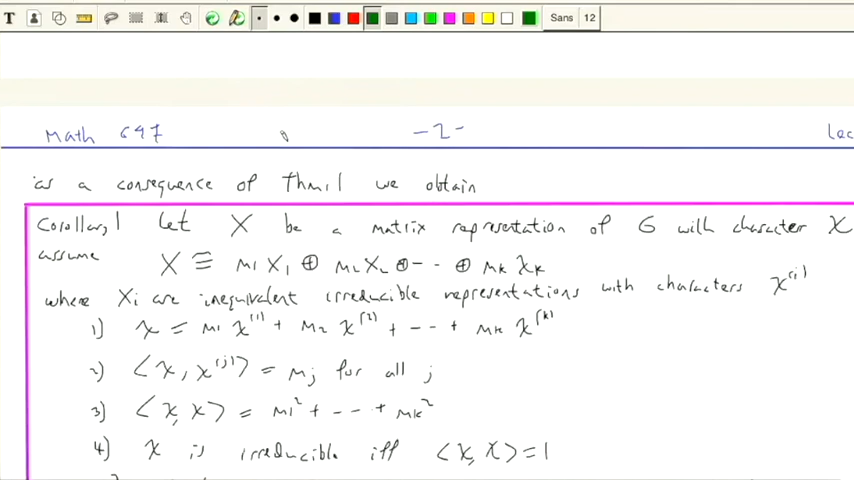 T Sans 12
Math 647 -2- Lec
as a consequence of Thm.1 we obtain
Corollary 1 Let X be a matrix representation of G with character χ
assume X ≅ m1 X1 ⊕ m2 X2 ⊕ - - - ⊕ mk Xk
where Xi are inequivalent irreducible representations with characters χ^(i)
1) χ = m1 χ^(1) + m2 χ^(2) + - - - + mk χ^(k)
2) ⟨χ, χ^(j)⟩ = mj for all j
3) ⟨χ, χ⟩ = m1² + - - - + mk²
4) χ is irreducible iff ⟨χ, χ⟩ = 1